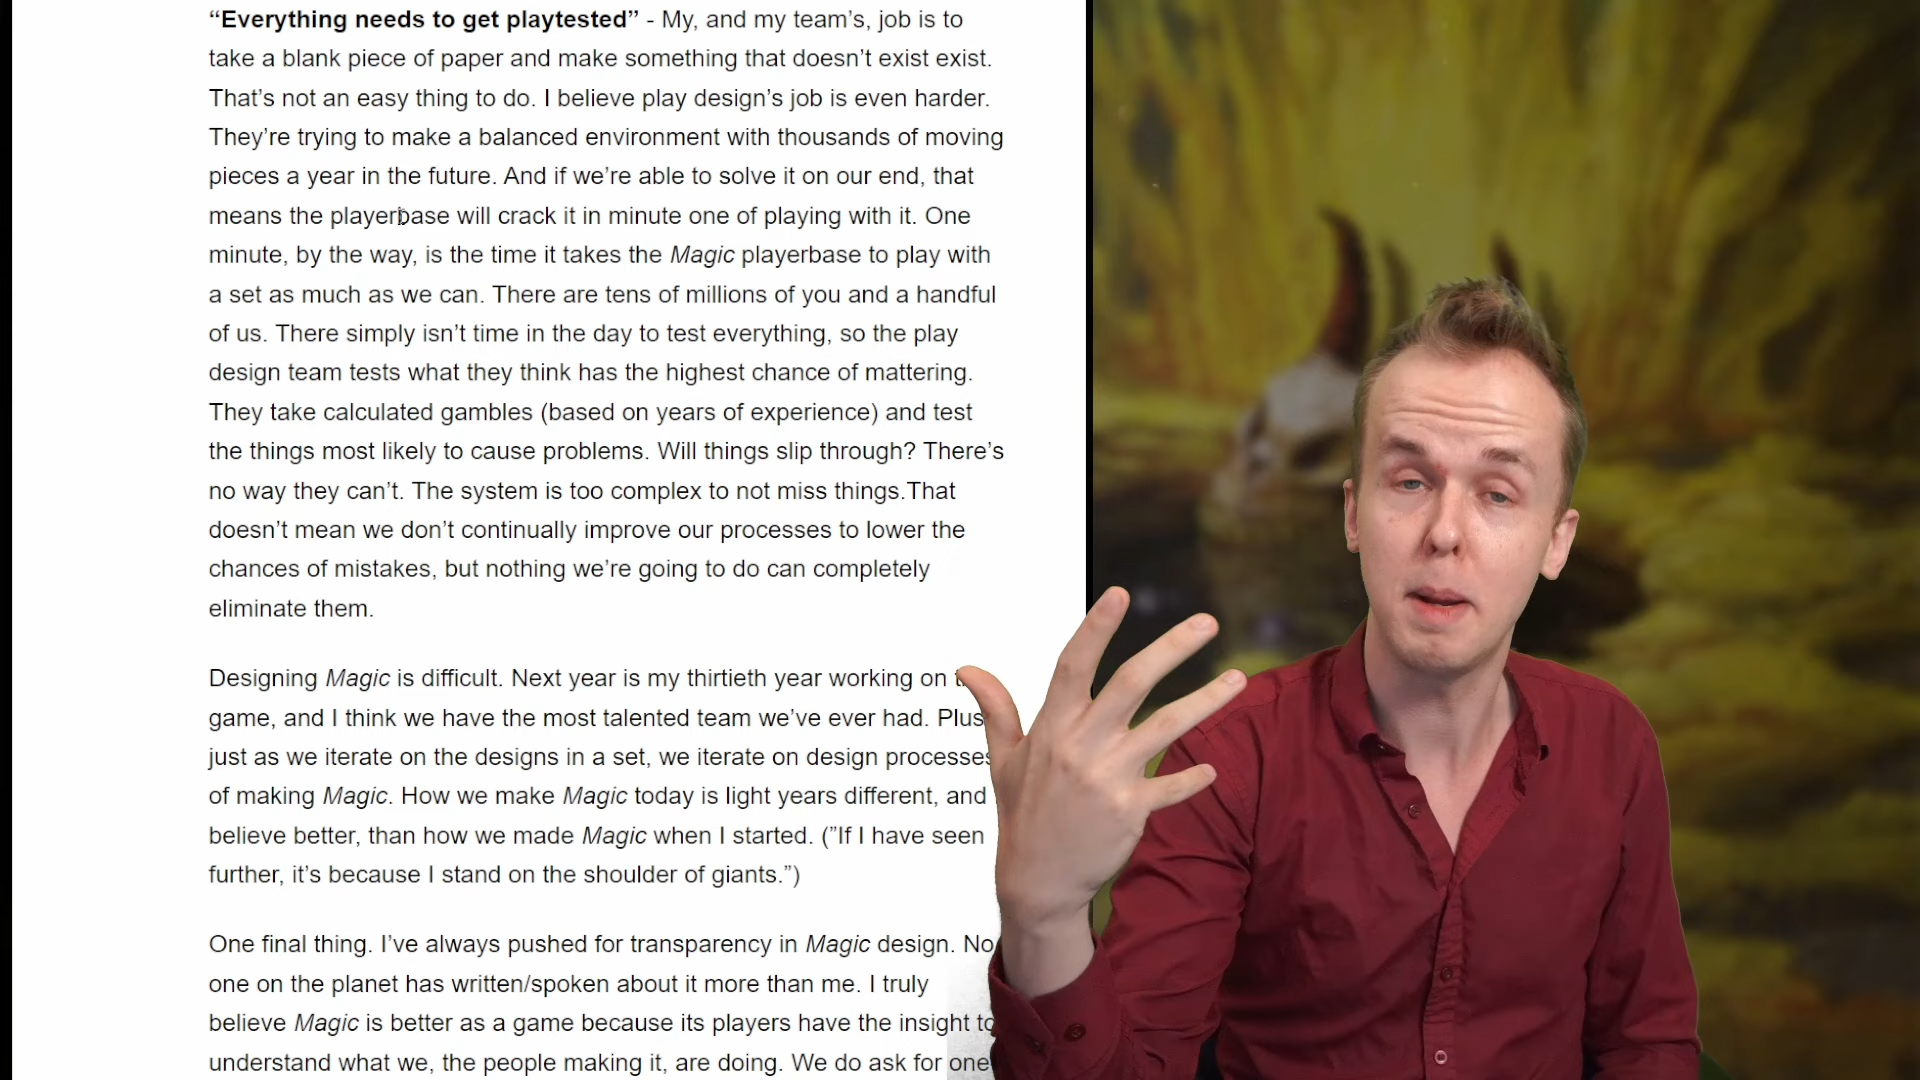 “Everything needs to get playtested” - My, and my team’s, job is to
take a blank piece of paper and make something that doesn’t exist exist.
That’s not an easy thing to do. I believe play design’s job is even harder.
They’re trying to make a balanced environment with thousands of moving
pieces a year in the future. And if we’re able to solve it on our end, that
means the playerbase will crack it in minute one of playing with it. One
minute, by the way, is the time it takes the Magic playerbase to play with
a set as much as we can. There are tens of millions of you and a handful
of us. There simply isn’t time in the day to test everything, so the play
design team tests what they think has the highest chance of mattering.
They take calculated gambles (based on years of experience) and test
the things most likely to cause problems. Will things slip through? There’s
no way they can’t. The system is too complex to not miss things.That
doesn’t mean we don’t continually improve our processes to lower the
chances of mistakes, but nothing we’re going to do can completely
eliminate them.
Designing Magic is difficult. Next year is my thirtieth year working on
game, and I think we have the most talented team we’ve ever had. Plus
just as we iterate on the designs in a set, we iterate on design processes
of making Magic. How we make Magic today is light years different, and
believe better, than how we made Magic when I started. (”If I have seen
further, it’s because I stand on the shoulder of giants.”)
One final thing. I’ve always pushed for transparency in Magic design. No
one on the planet has written/spoken about it more than me. I truly
believe Magic is better as a game because its players have the insight to
understand what we, the people making it, are doing. We do ask for one